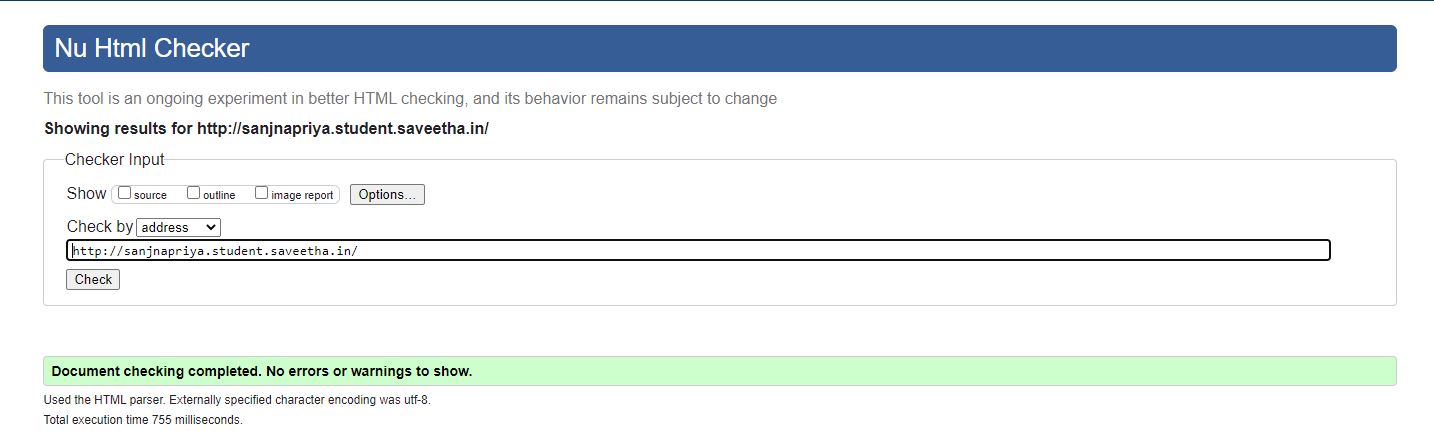 Nu Html Checker
This tool is an ongoing experiment in better HTML checking, and its behavior remains subject to change
Showing results for http://sanjnapriya.student.saveetha.in/
Checker Input
Show source outline image report Options...
Check by address
http://sanjnapriya.student.saveetha.in/
Check
Document checking completed. No errors or warnings to show.
Used the HTML parser. Externally specified character encoding was utf-8.
Total execution time 755 milliseconds.